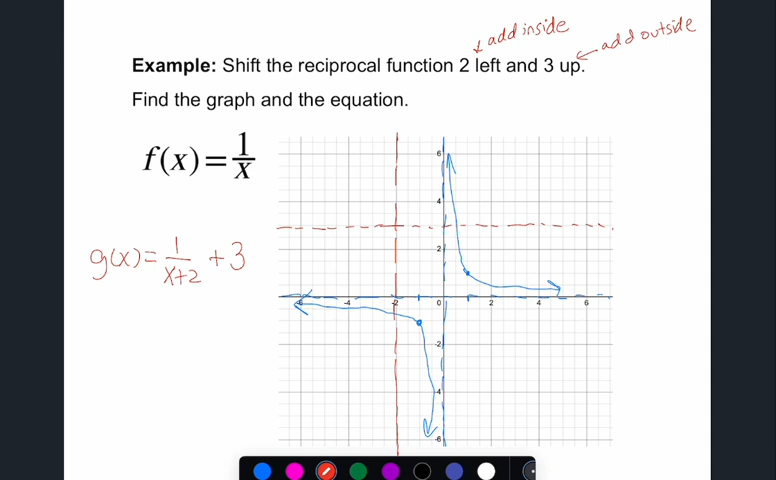 add inside
add outside
Example: Shift the reciprocal function 2 left and 3 up.
Find the graph and the equation.
f(x)=1/x
g(x)=1/x+2 +3
6
4
2
-6 -4 -2 0 2 4 6
-2
-4
-6